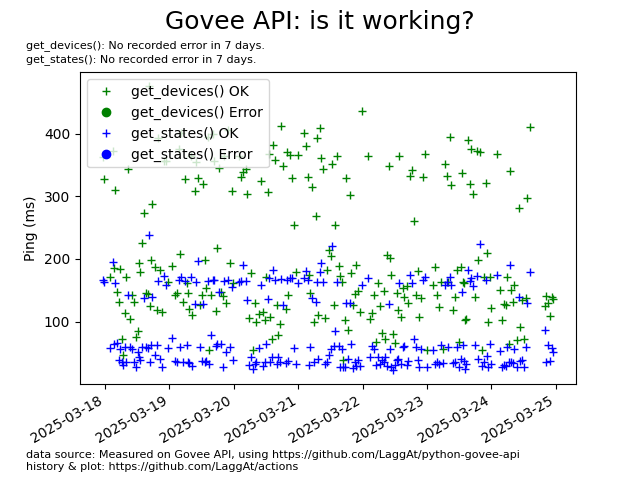 Govee API: is it working?
get_devices(): No recorded error in 7 days.
get_states(): No recorded error in 7 days.
get_devices() OK
get_devices() Error
get_states() OK
get_states() Error
Ping (ms)
400
300
200
100
2025-03-18
2025-03-19
2025-03-20
2025-03-21
2025-03-22
2025-03-23
2025-03-24
2025-03-25
data source: Measured on Govee API, using https://github.com/LaggAt/python-govee-api
history & plot: https://github.com/LaggAt/actions